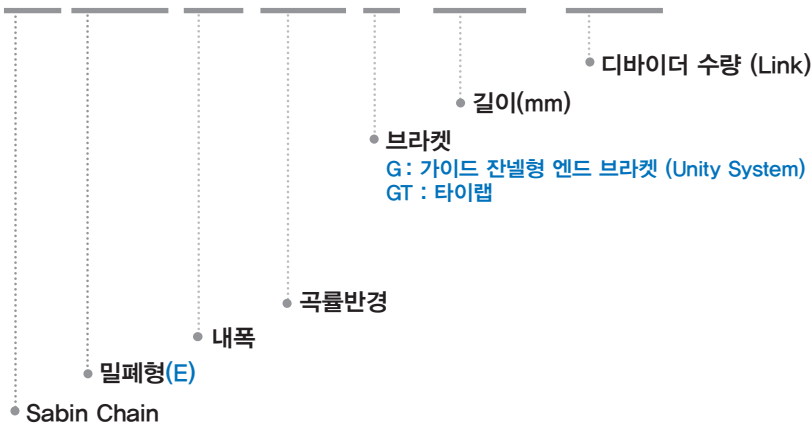 디바이더 수량 (Link)
길이(mm)
브라켓
G : 가이드 잔넬형 엔드 브라켓 (Unity System)
GT : 타이랩
곡률반경
내폭
밀폐형(E)
Sabin Chain